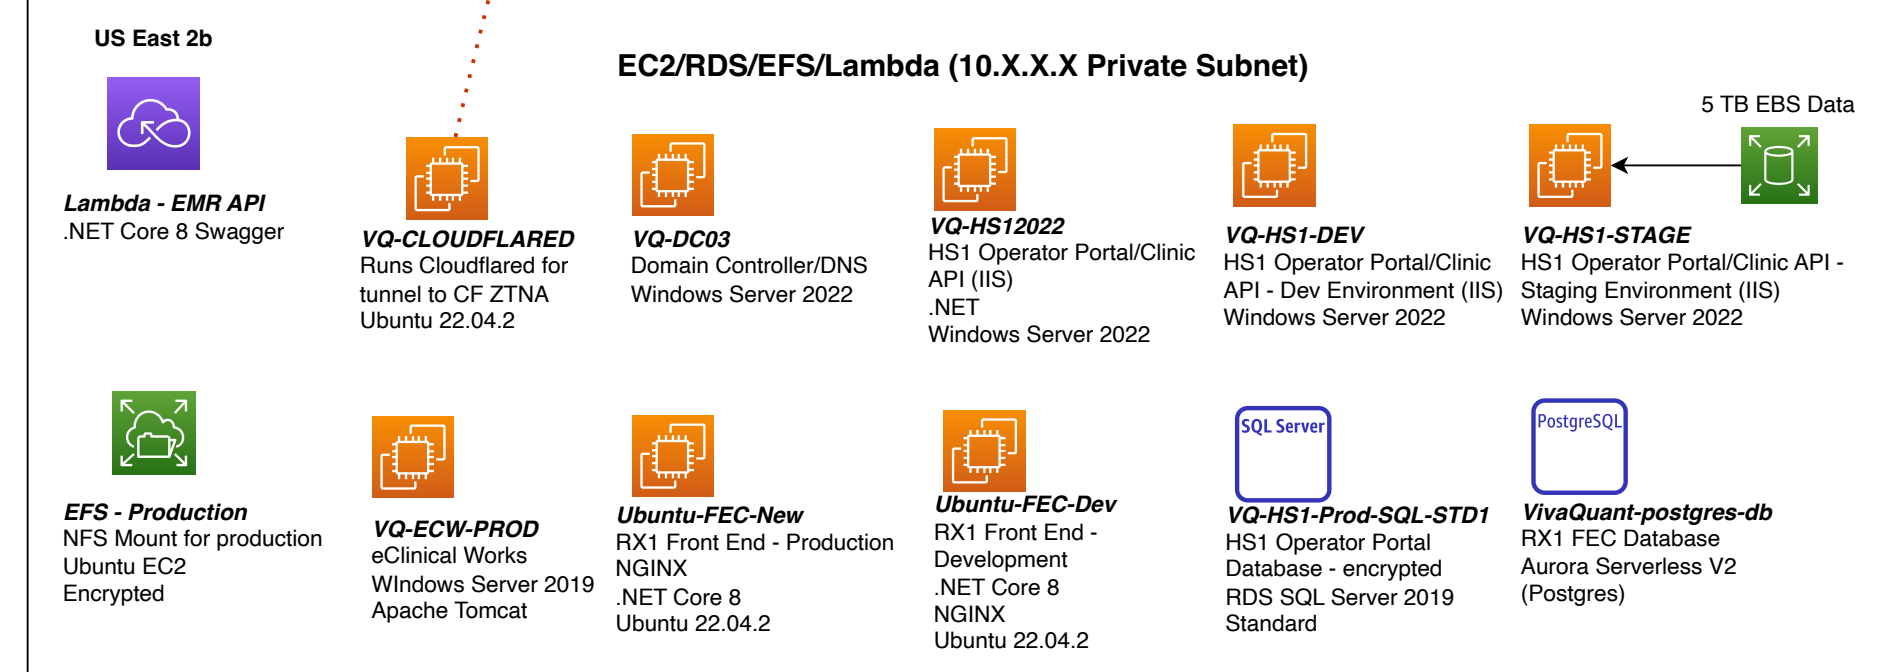 US East 2b
EC2/RDS/EFS/Lambda (10.X.X.X Private Subnet)
5 TB EBS Data
Lambda - EMR API
.NET Core 8 Swagger
VQ-CLOUDFLARED
Runs Cloudflared for
tunnel to CF ZTNA
Ubuntu 22.04.2
VQ-DC03
Domain Controller/DNS
Windows Server 2022
VQ-HS12022
HS1 Operator Portal/Clinic
API (IIS)
.NET
Windows Server 2022
VQ-HS1-DEV
HS1 Operator Portal/Clinic
API - Dev Environment (IIS)
Windows Server 2022
VQ-HS1-STAGE
HS1 Operator Portal/Clinic API -
Staging Environment (IIS)
Windows Server 2022
EFS - Production
NFS Mount for production
Ubuntu EC2
Encrypted
VQ-ECW-PROD
eClinical Works
WIndows Server 2019
Apache Tomcat
Ubuntu-FEC-New
RX1 Front End - Production
NGINX
.NET Core 8
Ubuntu 22.04.2
Ubuntu-FEC-Dev
RX1 Front End -
Development
.NET Core 8
NGINX
Ubuntu 22.04.2
SQL Server
VQ-HS1-Prod-SQL-STD1
HS1 Operator Portal
Database - encrypted
RDS SQL Server 2019
Standard
PostgreSQL
VivaQuant-postgres-db
RX1 FEC Database
Aurora Serverless V2
(Postgres)